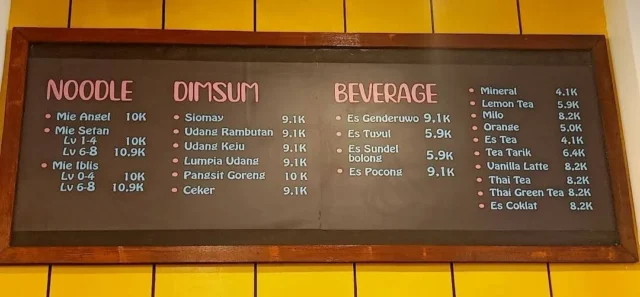 NOODLE
Mie Angel 10K
Mie Setan
Lv 1-4 10K
Lv 6-8 10.9K
Mie Iblis
Lv 0-4 10K
Lv 6-8 10.9K
DIMSUM
Siomay 9.1K
Udang Rambutan 9.1K
Udang Keju 9.1K
Lumpia Udang 9.1K
Pangsit Goreng 10 K
Ceker 9.1K
BEVERAGE
Es Genderuwo 9.1K
Es Tuyul 5.9K
Es Sundel
bolong 5.9K
Es Pocong 9.1K
Mineral 4.1K
Lemon Tea 5.9K
Milo 8.2K
Orange 5.0K
Es Tea 4.1K
Tea Tarik 6.4K
Vanilla Latte 8.2K
Thai Tea 8.2K
Thai Green Tea 8.2K
Es Coklat 8.2K